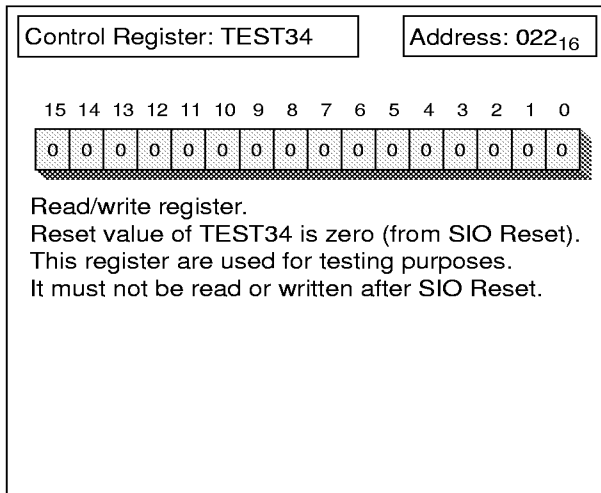 Control Register: TEST34
Address: 022₁₆
15 14 13 12 11 10 9 8 7 6 5 4 3 2 1 0
0 0 0 0 0 0 0 0 0 0 0 0 0 0 0 0
Read/write register.
Reset value of TEST34 is zero (from SIO Reset).
This register are used for testing purposes.
It must not be read or written after SIO Reset.